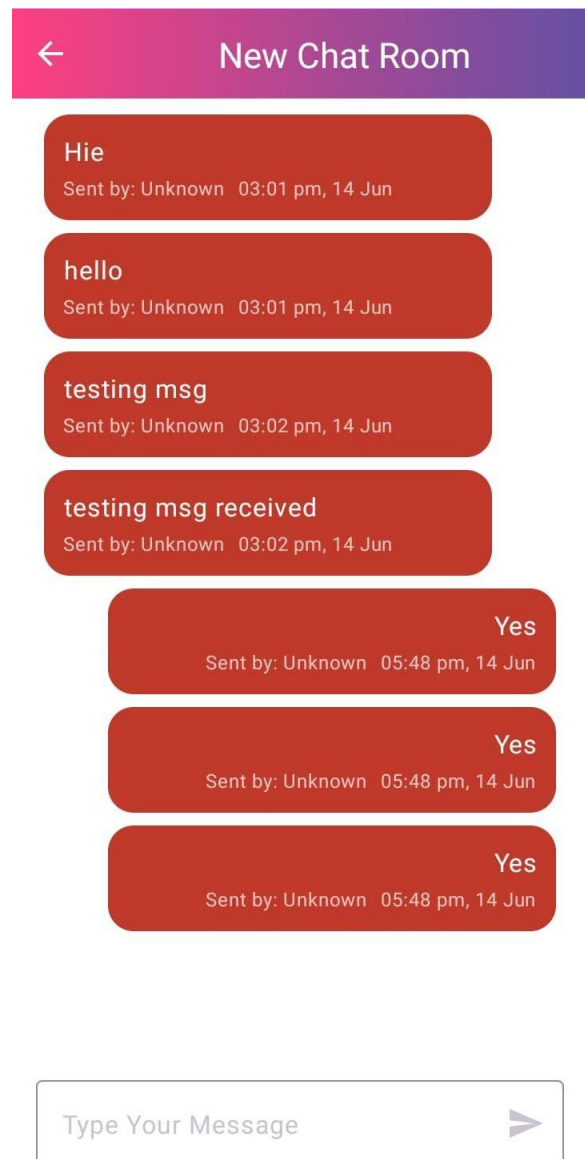 New Chat Room
Hie
Sent by: Unknown 03:01 pm, 14 Jun
hello
Sent by: Unknown 03:01 pm, 14 Jun
testing msg
Sent by: Unknown 03:02 pm, 14 Jun
testing msg received
Sent by: Unknown 03:02 pm, 14 Jun
Yes
Sent by: Unknown 05:48 pm, 14 Jun
Yes
Sent by: Unknown 05:48 pm, 14 Jun
Yes
Sent by: Unknown 05:48 pm, 14 Jun
Type Your Message